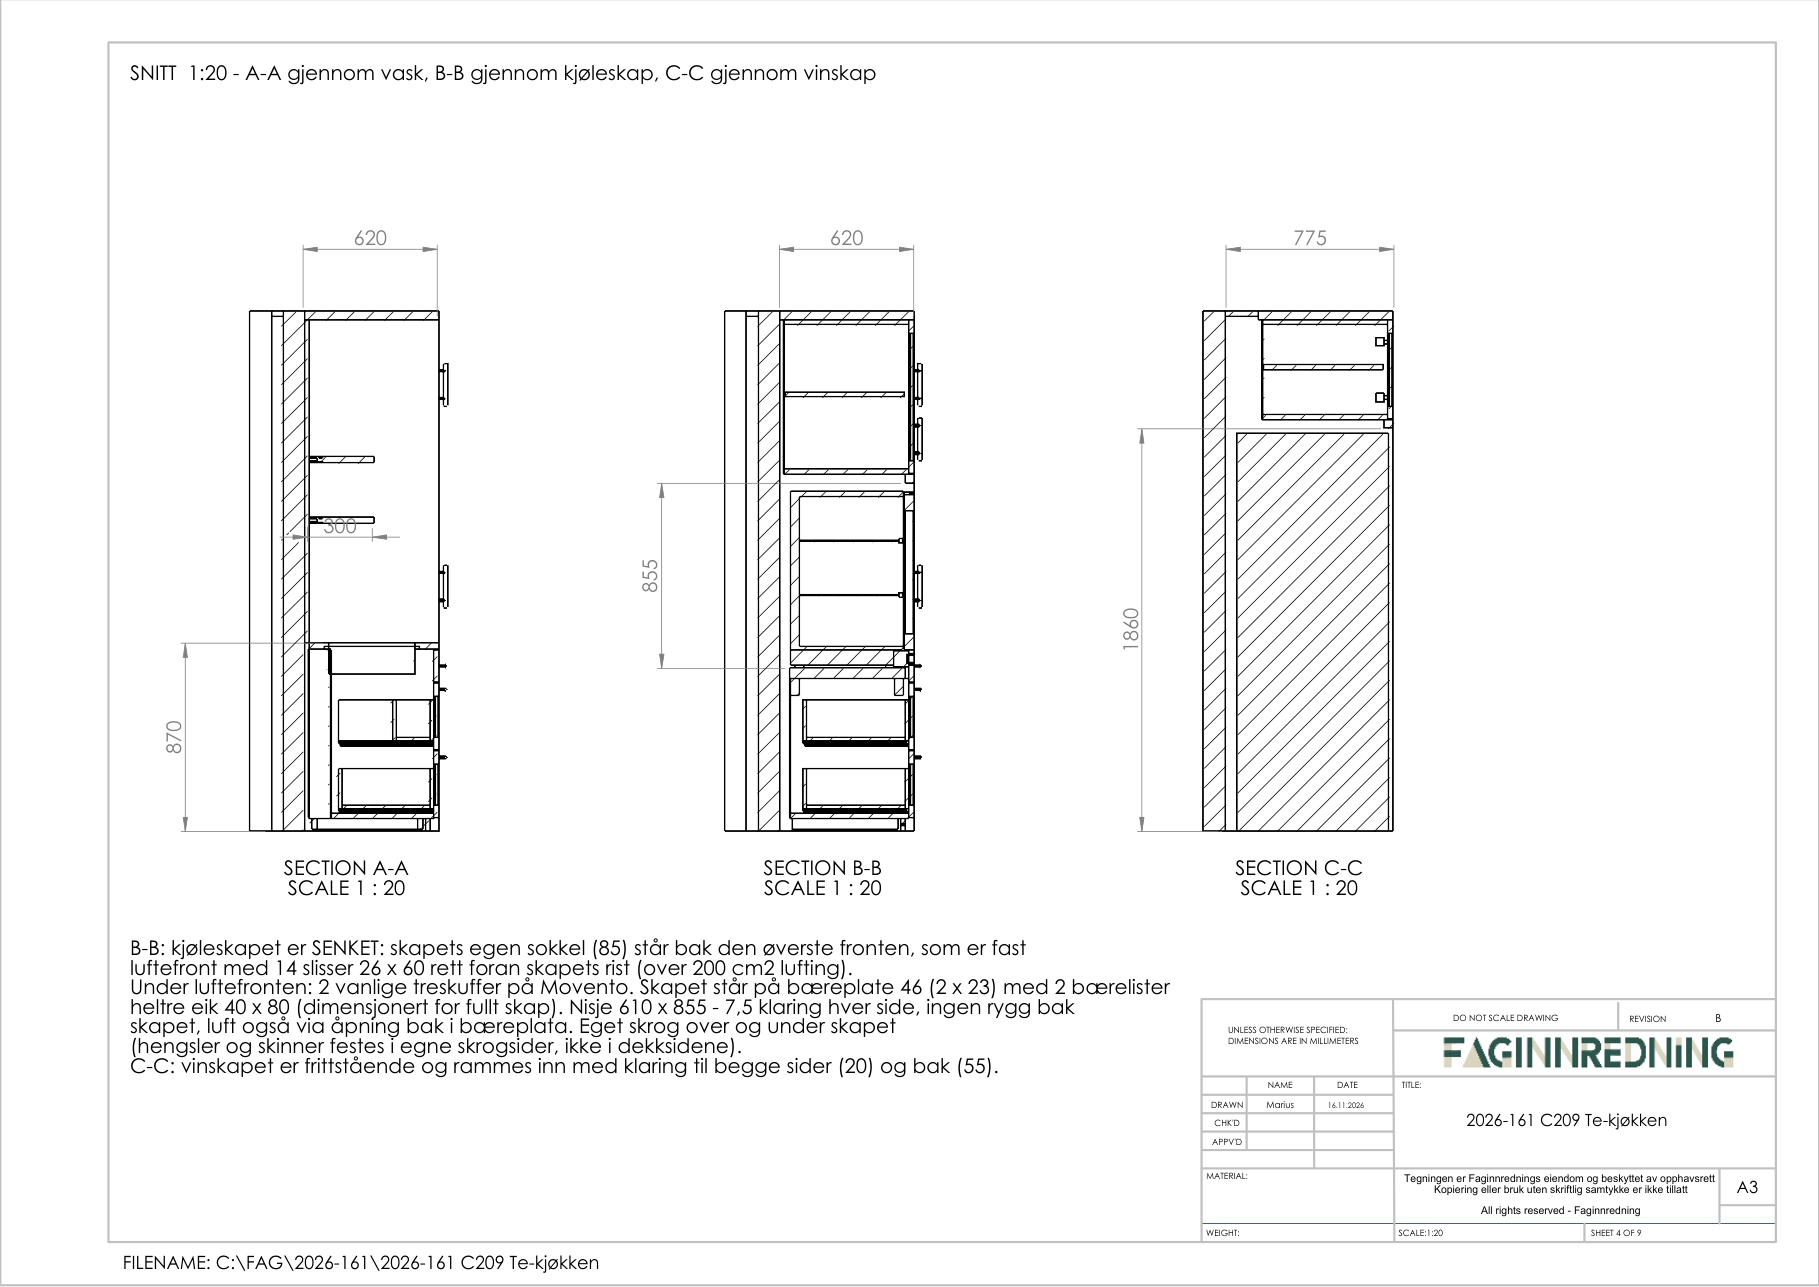 SNITT 1:20 - A-A gjennom vask, B-B gjennom kjøleskap, C-C gjennom vinskap
620
620
775
300
855
1860
870
SECTION A-A
SCALE 1 : 20
SECTION B-B
SCALE 1 : 20
SECTION C-C
SCALE 1 : 20
B-B: kjøleskapet er SENKET: skapets egen sokkel (85) står bak den øverste fronten, som er fast
luftefront med 14 slisser 26 x 60 rett foran skapets rist (over 200 cm2 lufting).
Under luftefronten: 2 vanlige treskuffer på Movento. Skapet står på bæreplate 46 (2 x 23) med 2 bærelister
heltre eik 40 x 80 (dimensjonert for fullt skap). Nisje 610 x 855 - 7,5 klaring hver side, ingen rygg bak
skapet, luft også via åpning bak i bæreplata. Eget skrog over og under skapet
(hengsler og skinner festes i egne skrogsider, ikke i dekksidene).
C-C: vinskapet er frittstående og rammes inn med klaring til begge sider (20) og bak (55).
UNLESS OTHERWISE SPECIFIED:
DIMENSIONS ARE IN MILLIMETERS
DO NOT SCALE DRAWING
REVISION B
FAGINNREDNiNG
NAME DATE
DRAWN Marius 16.11.2026
CHK'D
APPV'D
TITLE:
2026-161 C209 Te-kjøkken
MATERIAL:
Tegningen er Faginnrednings eiendom og beskyttet av opphavsrett
Kopiering eller bruk uten skriftlig samtykke er ikke tillatt
All rights reserved - Faginnredning
A3
WEIGHT:
SCALE:1:20
SHEET 4 OF 9
FILENAME: C:\FAG\2026-161\2026-161 C209 Te-kjøkken